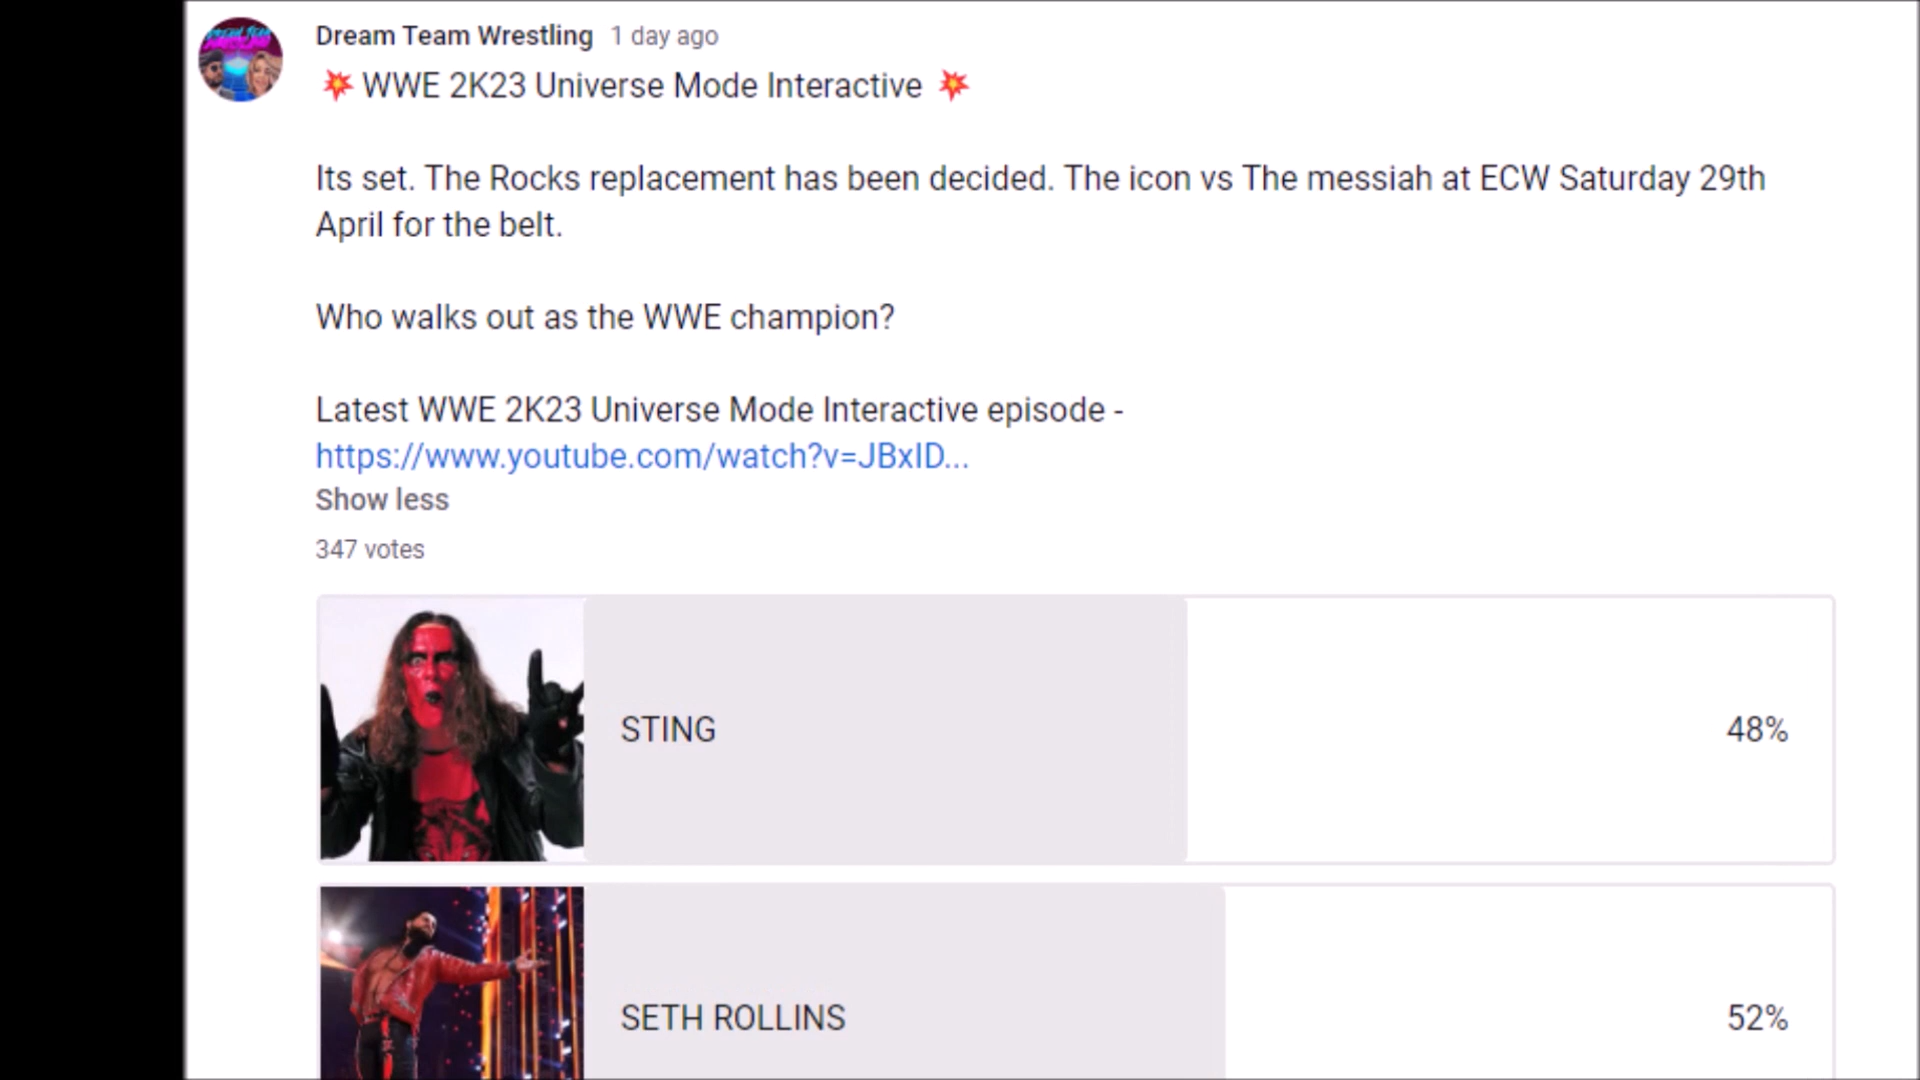 Dream Team Wrestling 1 day ago
💥 WWE 2K23 Universe Mode Interactive 💥
Its set. The Rocks replacement has been decided. The icon vs The messiah at ECW Saturday 29th
April for the belt.
Who walks out as the WWE champion?
Latest WWE 2K23 Universe Mode Interactive episode -
https://www.youtube.com/watch?v=JBxID...
Show less
347 votes
STING 48%
SETH ROLLINS 52%